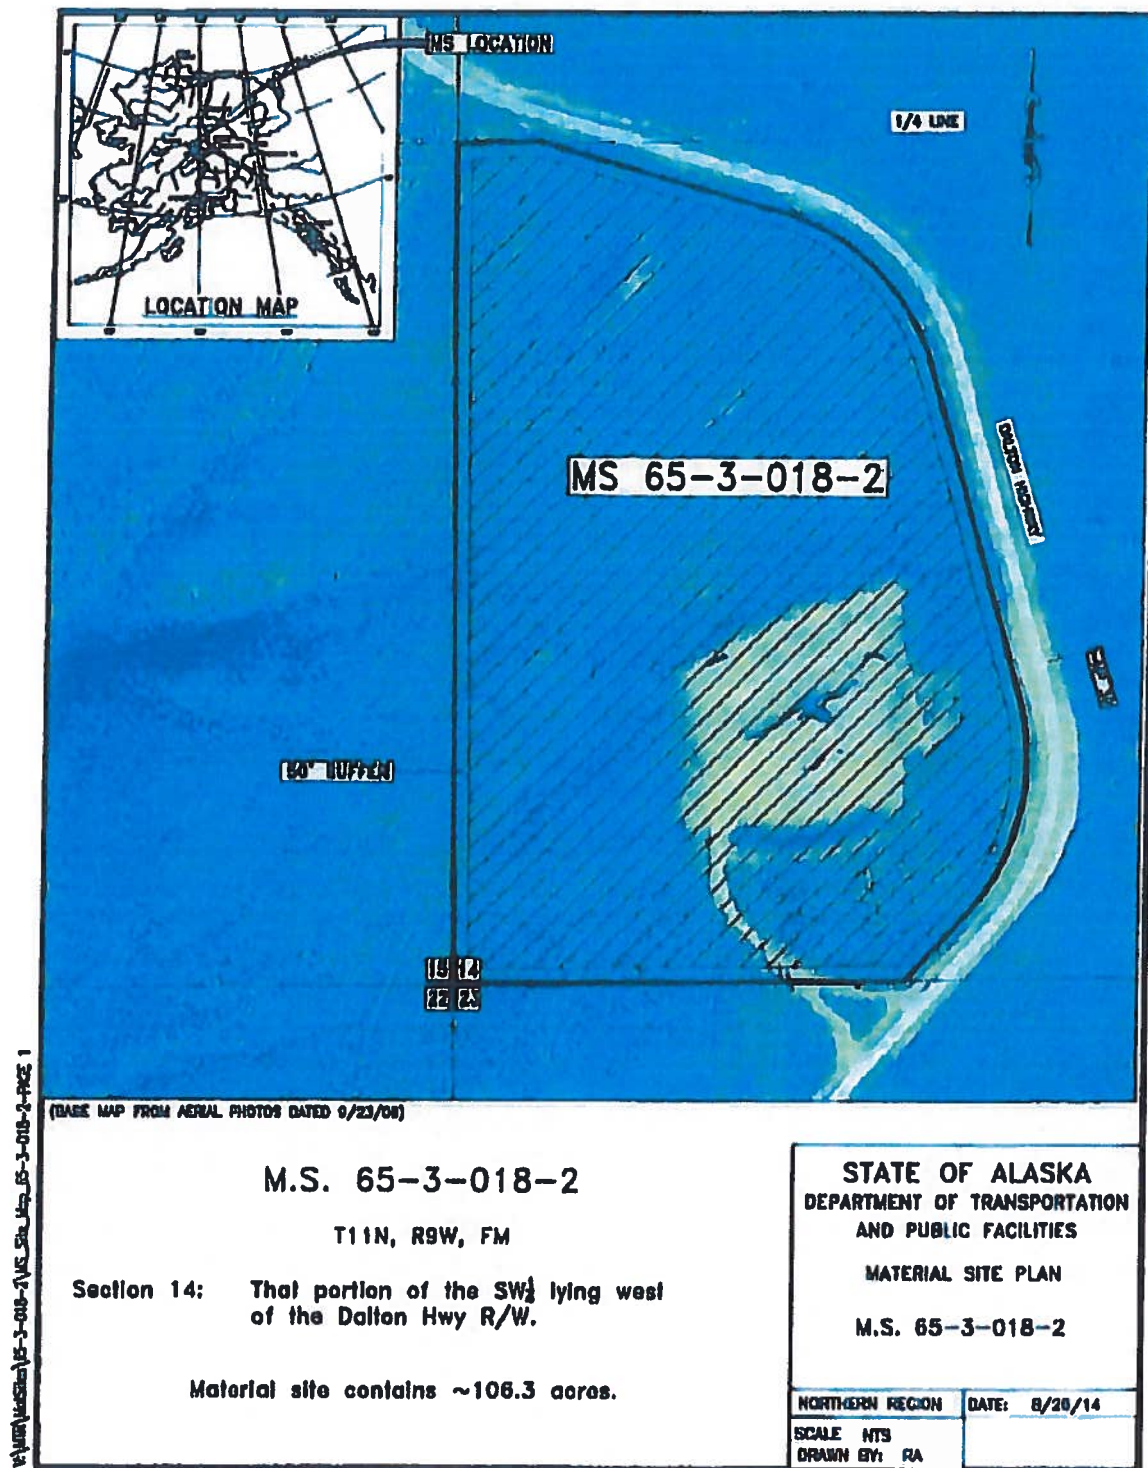 MS LOCATION
1/4 LINE
LOCATION MAP
MS 65-3-018-2
DALTON HIGHWAY
50' BUFFER
15 14
22 23
(BASE MAP FROM AERIAL PHOTOS DATED 9/23/08)
M.S. 65-3-018-2
T11N, R9W, FM
Section 14: That portion of the SW¼ lying west
of the Dalton Hwy R/W.
Material site contains ~106.3 acres.
STATE OF ALASKA
DEPARTMENT OF TRANSPORTATION
AND PUBLIC FACILITIES
MATERIAL SITE PLAN
M.S. 65-3-018-2
NORTHERN REGION
DATE: 8/20/14
SCALE NTS
DRAWN BY: RA